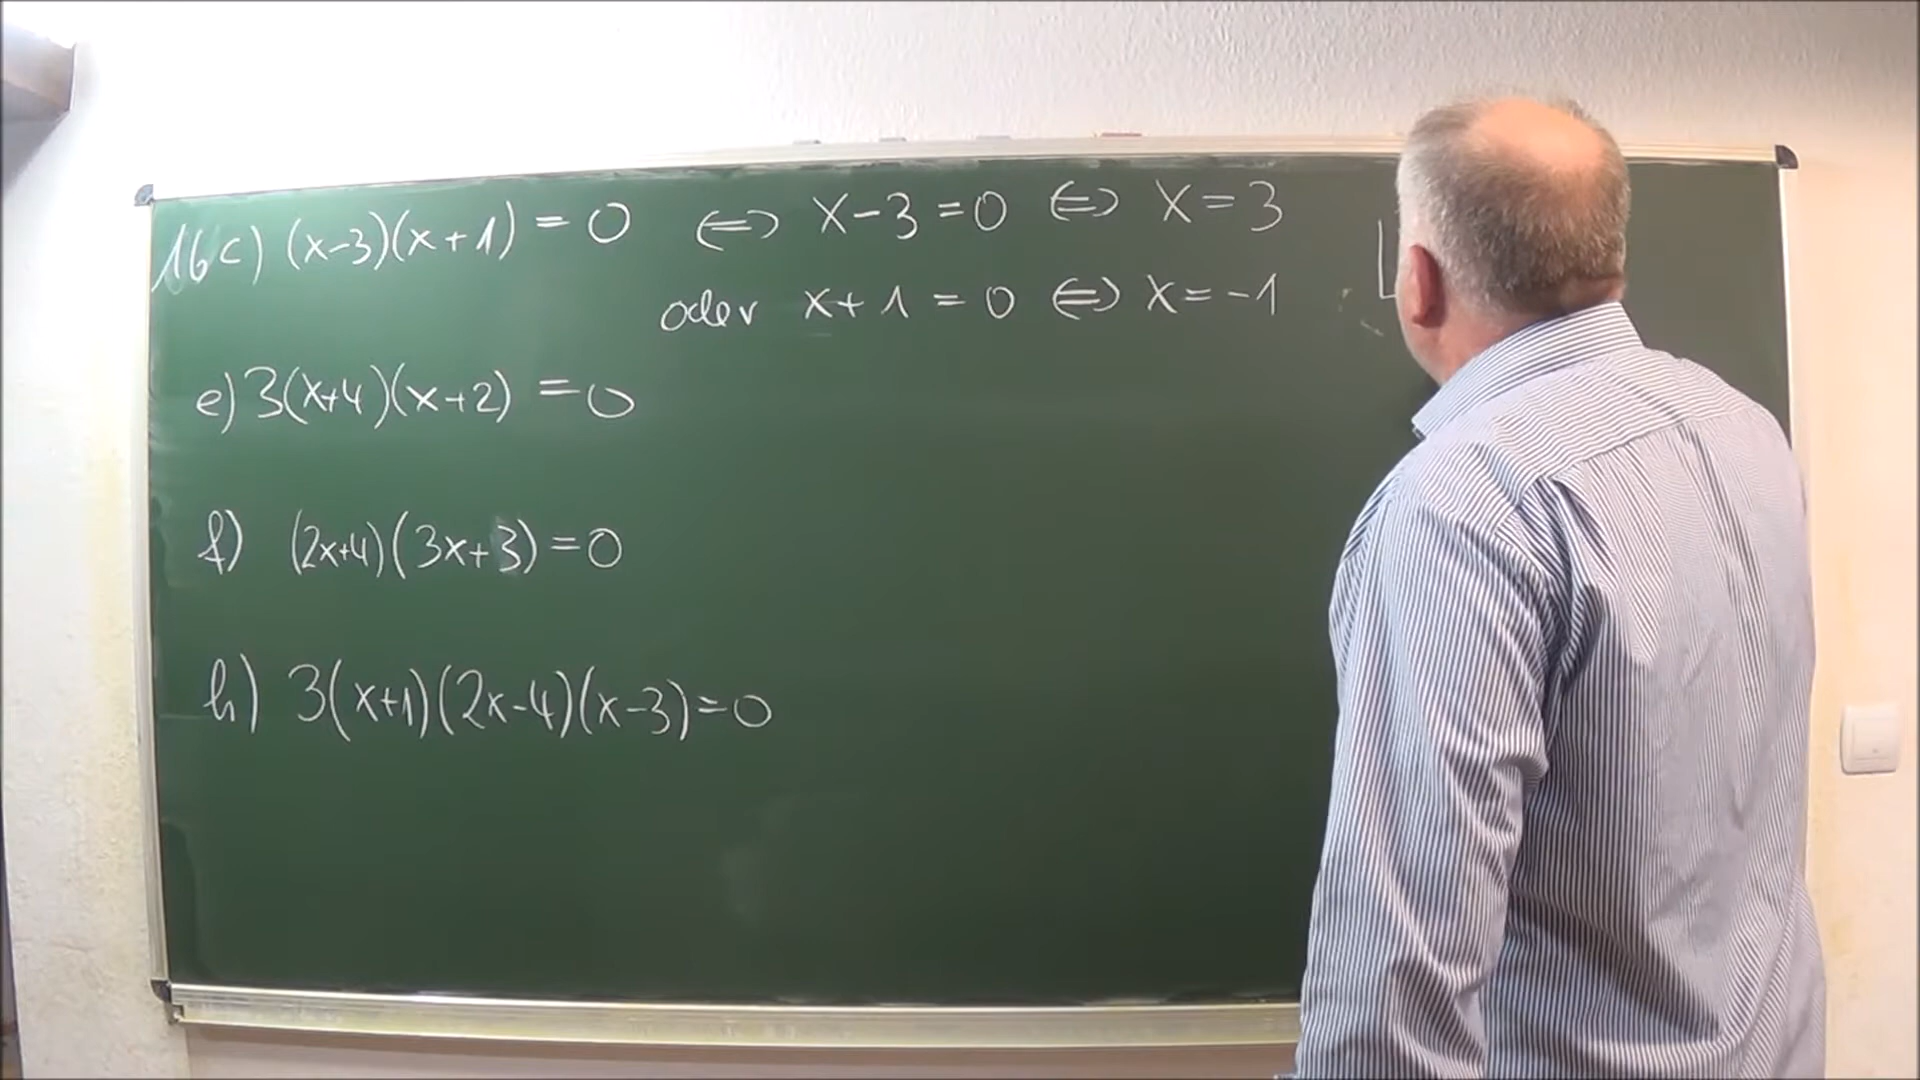 16c) (x-3)(x+1) = 0 ⇔ x-3 = 0 ⇔ x = 3 L
oder x+1 = 0 ⇔ x = -1
e) 3(x+4)(x+2) = 0
f) (2x+4)(3x+3) = 0
h) 3(x+1)(2x-4)(x-3) = 0